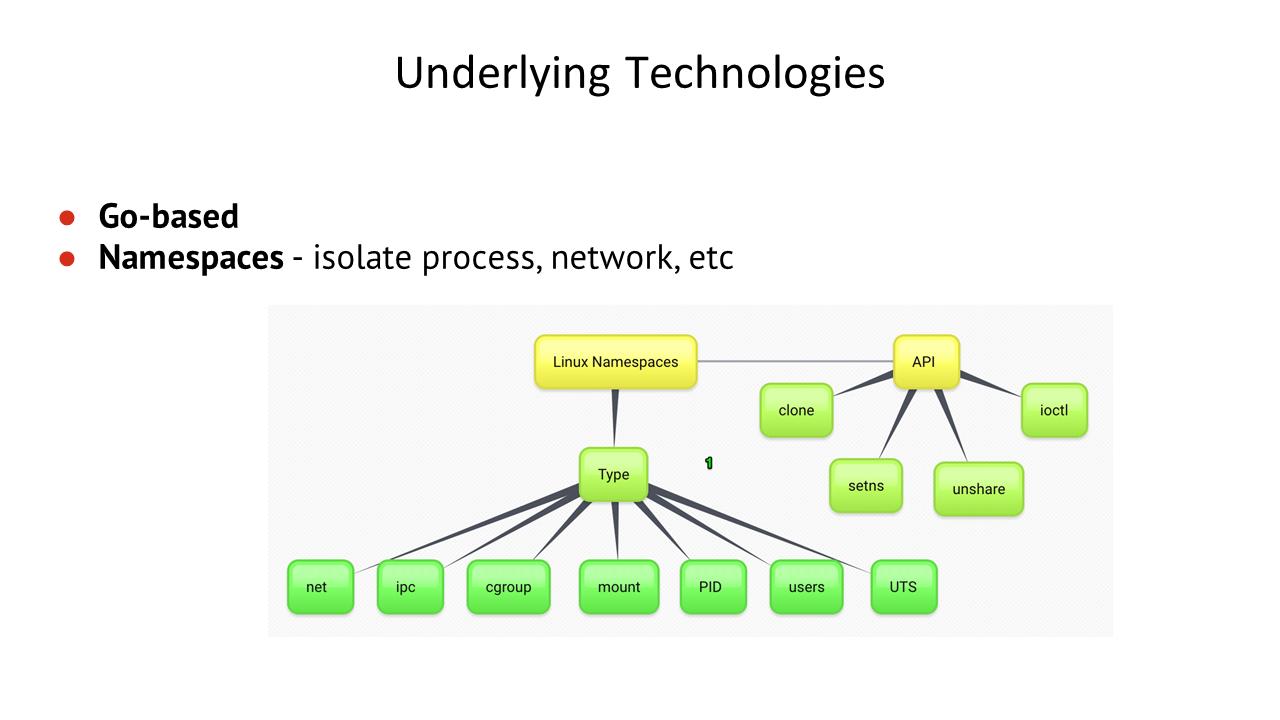 Underlying Technologies
● Go-based
● Namespaces - isolate process, network, etc
Linux Namespaces
API
clone
ioctl
Type
1
setns
unshare
net
ipc
cgroup
mount
PID
users
UTS